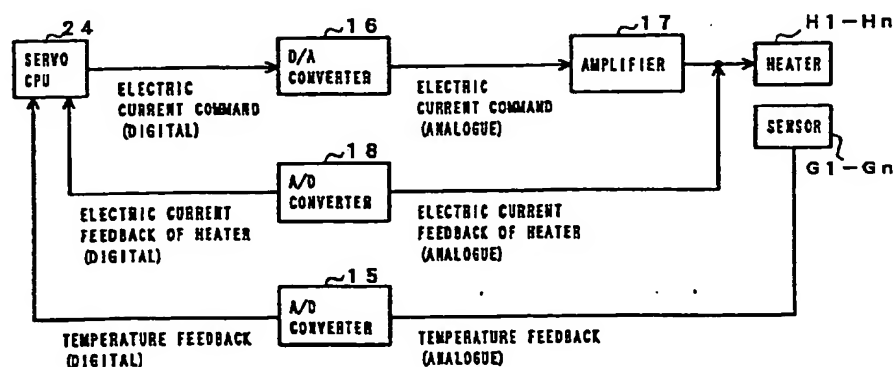 24
SERVO
CPU
ELECTRIC
CURRENT COMMAND
(DIGITAL)
16
D/A
CONVERTER
ELECTRIC
CURRENT COMMAND
(ANALOGUE)
17
AMPLIFIER
H1-Hn
HEATER
SENSOR
G1-Gn
18
A/D
CONVERTER
ELECTRIC CURRENT
FEEDBACK OF HEATER
(DIGITAL)
ELECTRIC CURRENT
FEEDBACK OF HEATER
(ANALOGUE)
15
A/D
CONVERTER
TEMPERATURE FEEDBACK
(DIGITAL)
TEMPERATURE FEEDBACK
(ANALOGUE)